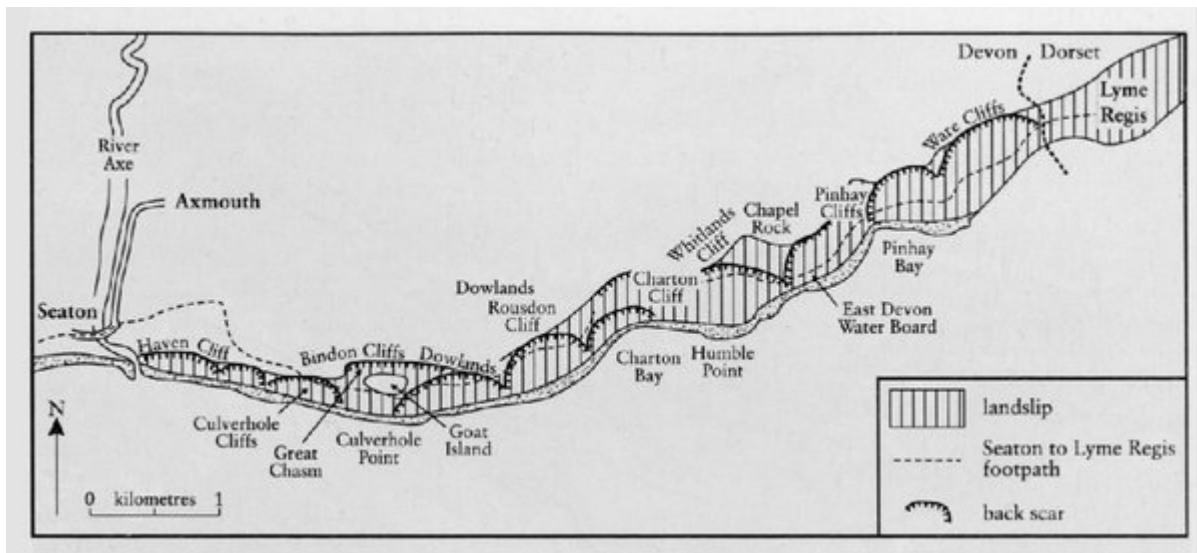 Devon Dorset
Lyme
Regis
Ware Cliffs
River
Axe
Axmouth
Pinhay
Cliffs
Chapel
Rock
Whitlands
Cliff
Pinhay
Bay
Charton
Cliff
Dowlands
Rousdon
Cliff
East Devon
Water Board
Seaton
Haven Cliff
Bindon Cliffs
Dowlands
Charton
Bay
Humble
Point
Culverhole
Cliffs
Great
Chasm
Culverhole
Point
Goat
Island
N
0 kilometres 1
landslip
Seaton to Lyme Regis
footpath
back scar